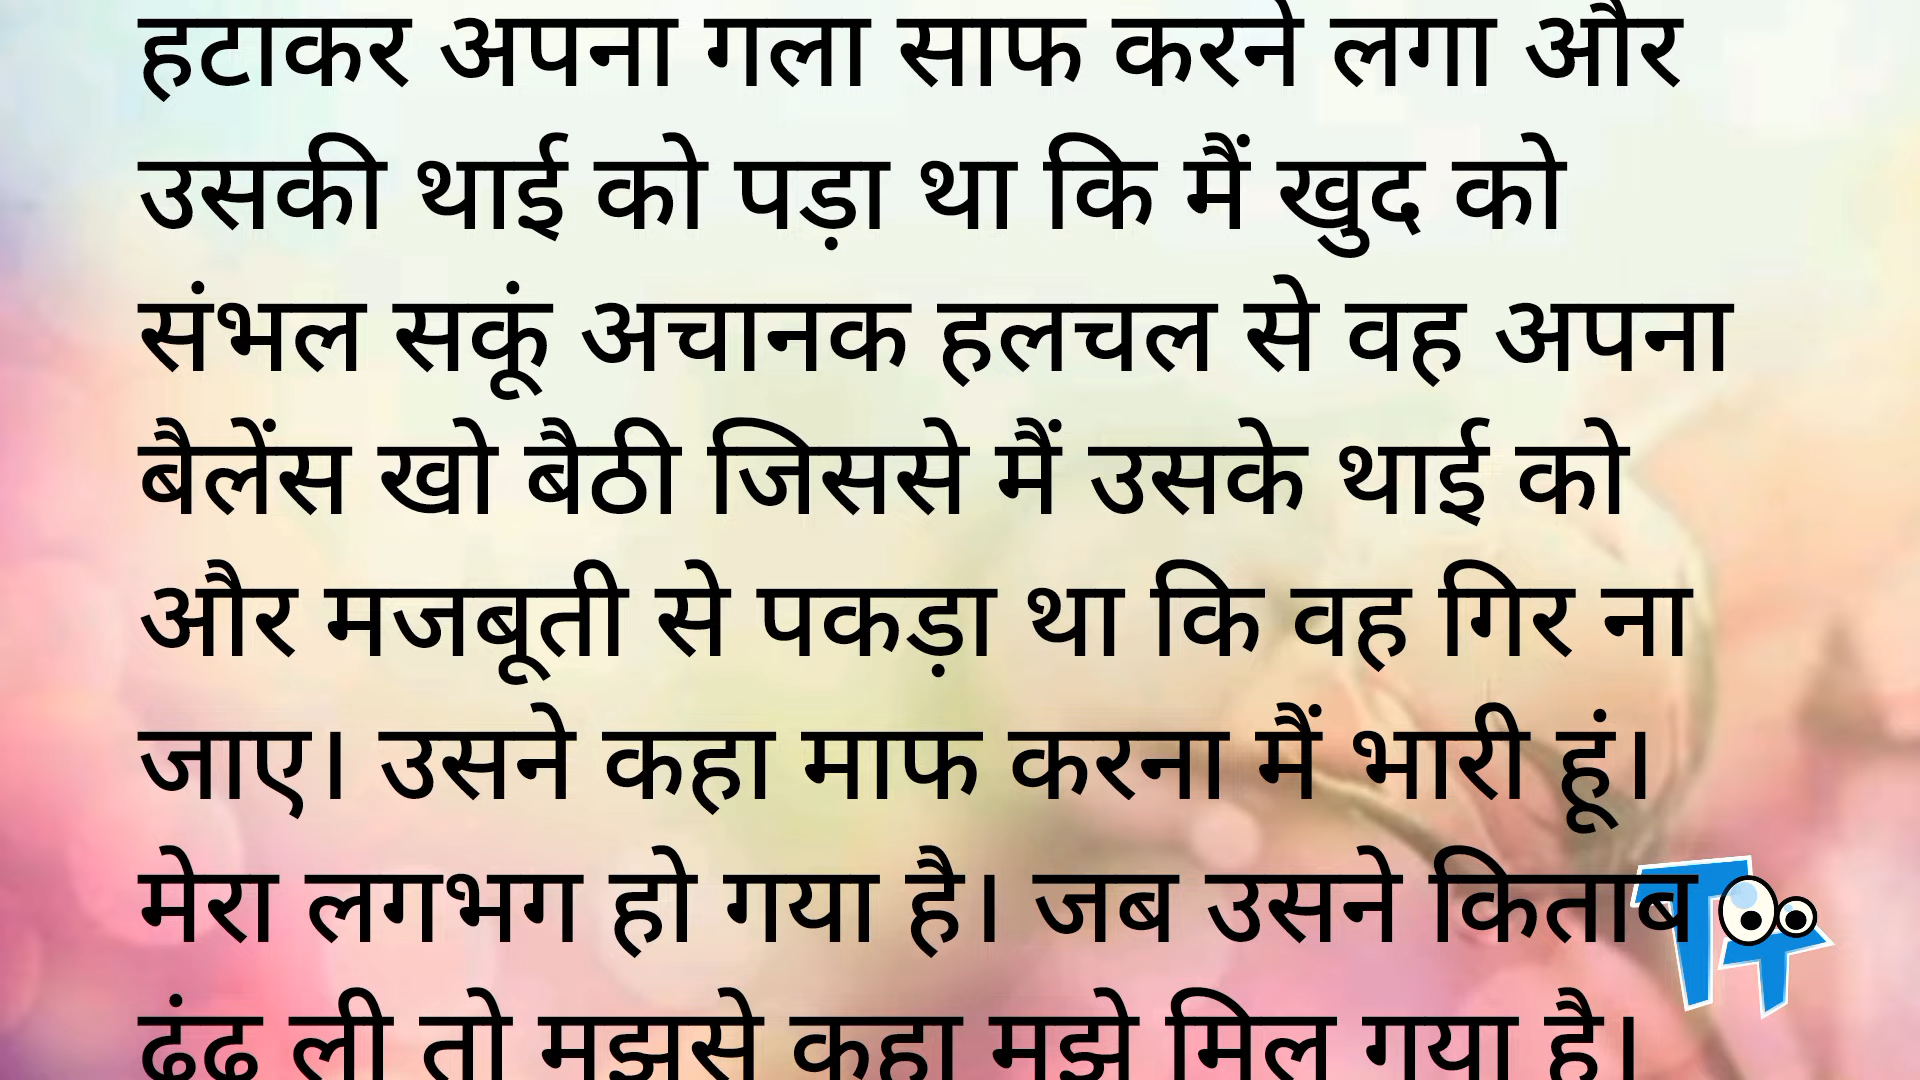 हटाकर अपना गला साफ करने लगा और
उसकी थाई को पड़ा था कि मैं खुद को
संभल सकूं अचानक हलचल से वह अपना
बैलेंस खो बैठी जिससे मैं उसके थाई को
और मजबूती से पकड़ा था कि वह गिर ना
जाए। उसने कहा माफ करना मैं भारी हूं।
मेरा लगभग हो गया है। जब उसने किताब
ढूंढ ली तो मुझसे कहा मुझे मिल गया है।